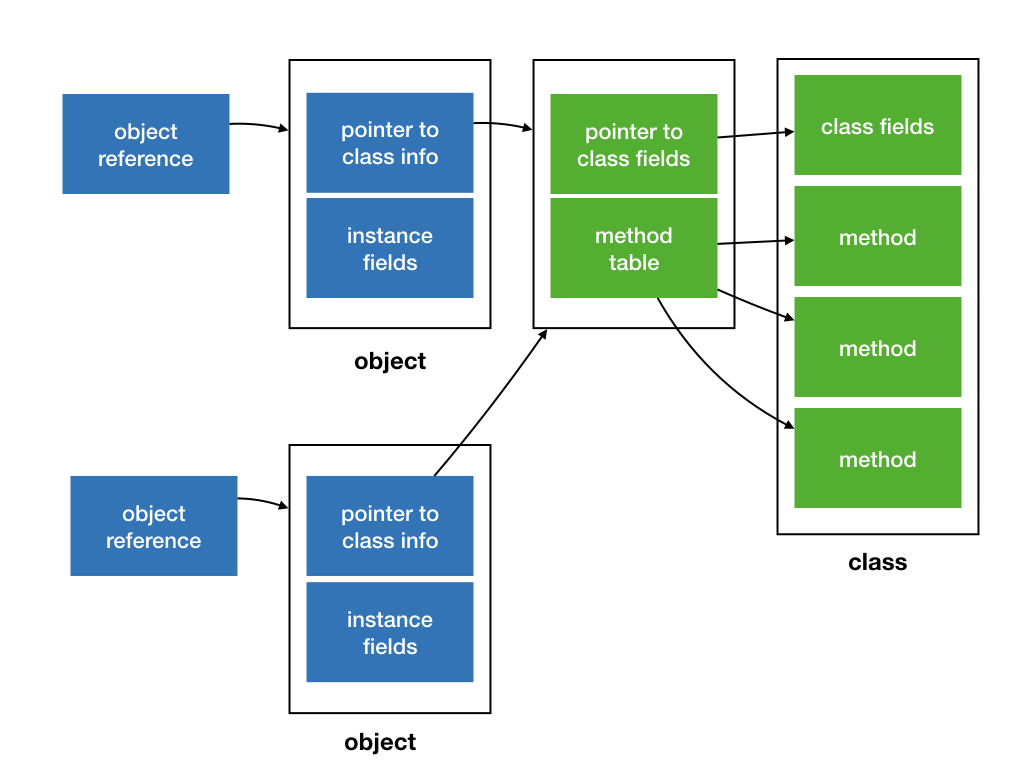 object
reference
pointer to
class info
instance
fields
object
pointer to
class fields
method
table
class fields
method
method
method
class
object
reference
pointer to
class info
instance
fields
object